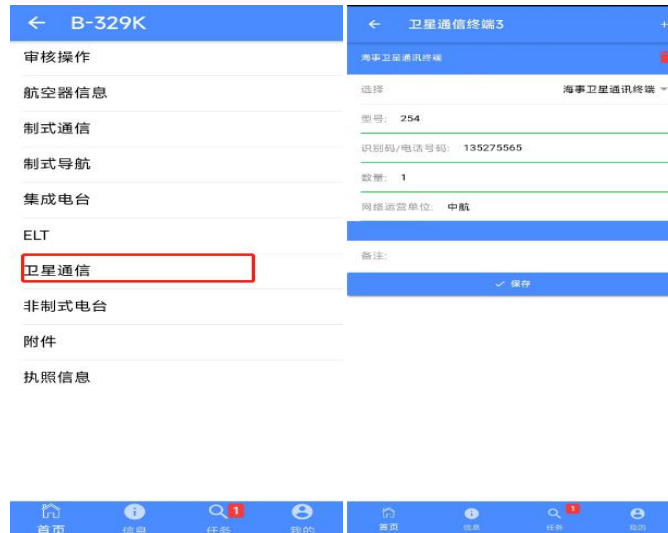 B-329K
审核操作
航空器信息
制式通信
制式导航
集成电台
ELT
卫星通信
非制式电台
附件
执照信息
1
首页
信息
任务
我的
卫星通信终端3
+
海事卫星通讯终端
选择 海事卫星通讯终端
型号: 254
识别码/电话号码: 135275565
数量: 1
网络运营单位: 中航
备注:
✓ 保存
1
首页
信息
任务
我的